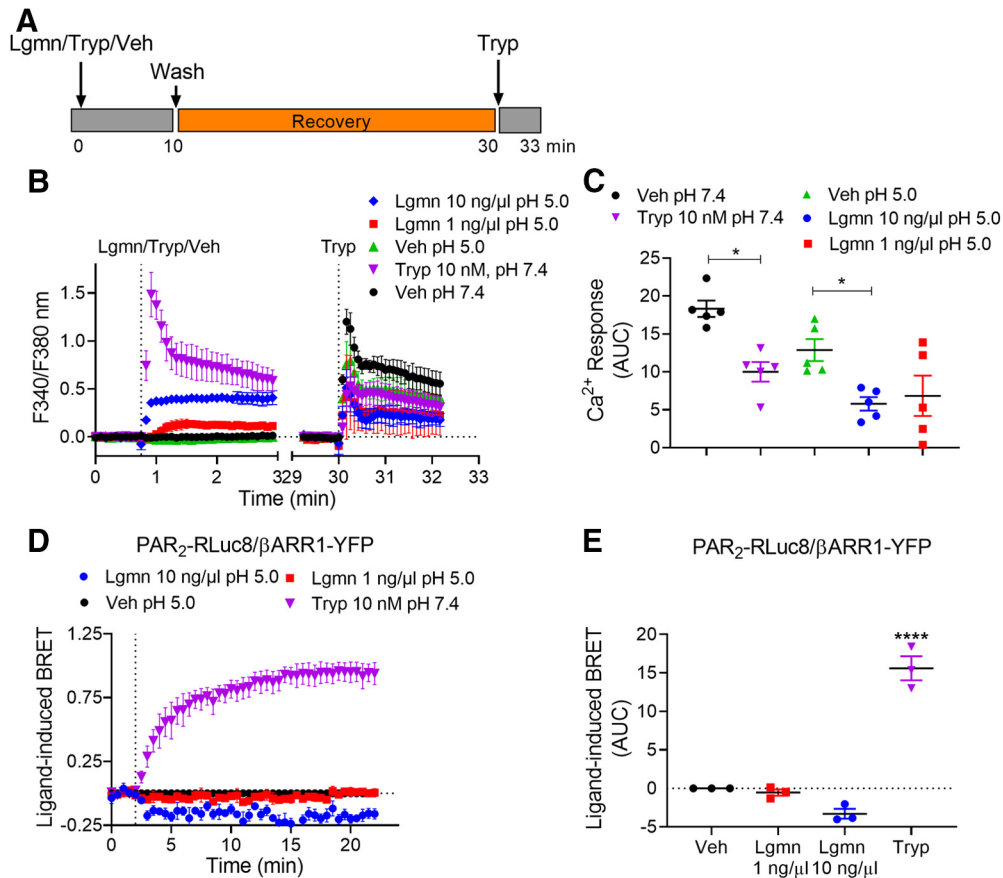 A
Lgmn/Tryp/Veh
Tryp
Wash
Recovery
0 10 30 33 min
B
Lgmn 10 ng/µl pH 5.0
Lgmn 1 ng/µl pH 5.0
Veh pH 5.0
Tryp 10 nM, pH 7.4
Veh pH 7.4
Lgmn/Tryp/Veh
Tryp
F340/F380 nm
1.5
1.0
0.5
0.0
0 1 2 3 29 30 31 32 33
Time (min)
C
Veh pH 7.4
Tryp 10 nM pH 7.4
Veh pH 5.0
Lgmn 10 ng/µl pH 5.0
Lgmn 1 ng/µl pH 5.0
Ca2+ Response
(AUC)
25
20
15
10
5
0
* *
D
PAR2-RLuc8/βARR1-YFP
Lgmn 10 ng/µl pH 5.0
Lgmn 1 ng/µl pH 5.0
Veh pH 5.0
Tryp 10 nM pH 7.4
Ligand-induced BRET
1.25
0.75
0.25
-0.25
0 5 10 15 20
Time (min)
E
PAR2-RLuc8/βARR1-YFP
Ligand-induced BRET
(AUC)
20
15
10
5
0
-5
****
Veh Lgmn Lgmn Tryp
1 ng/µl 10 ng/µl